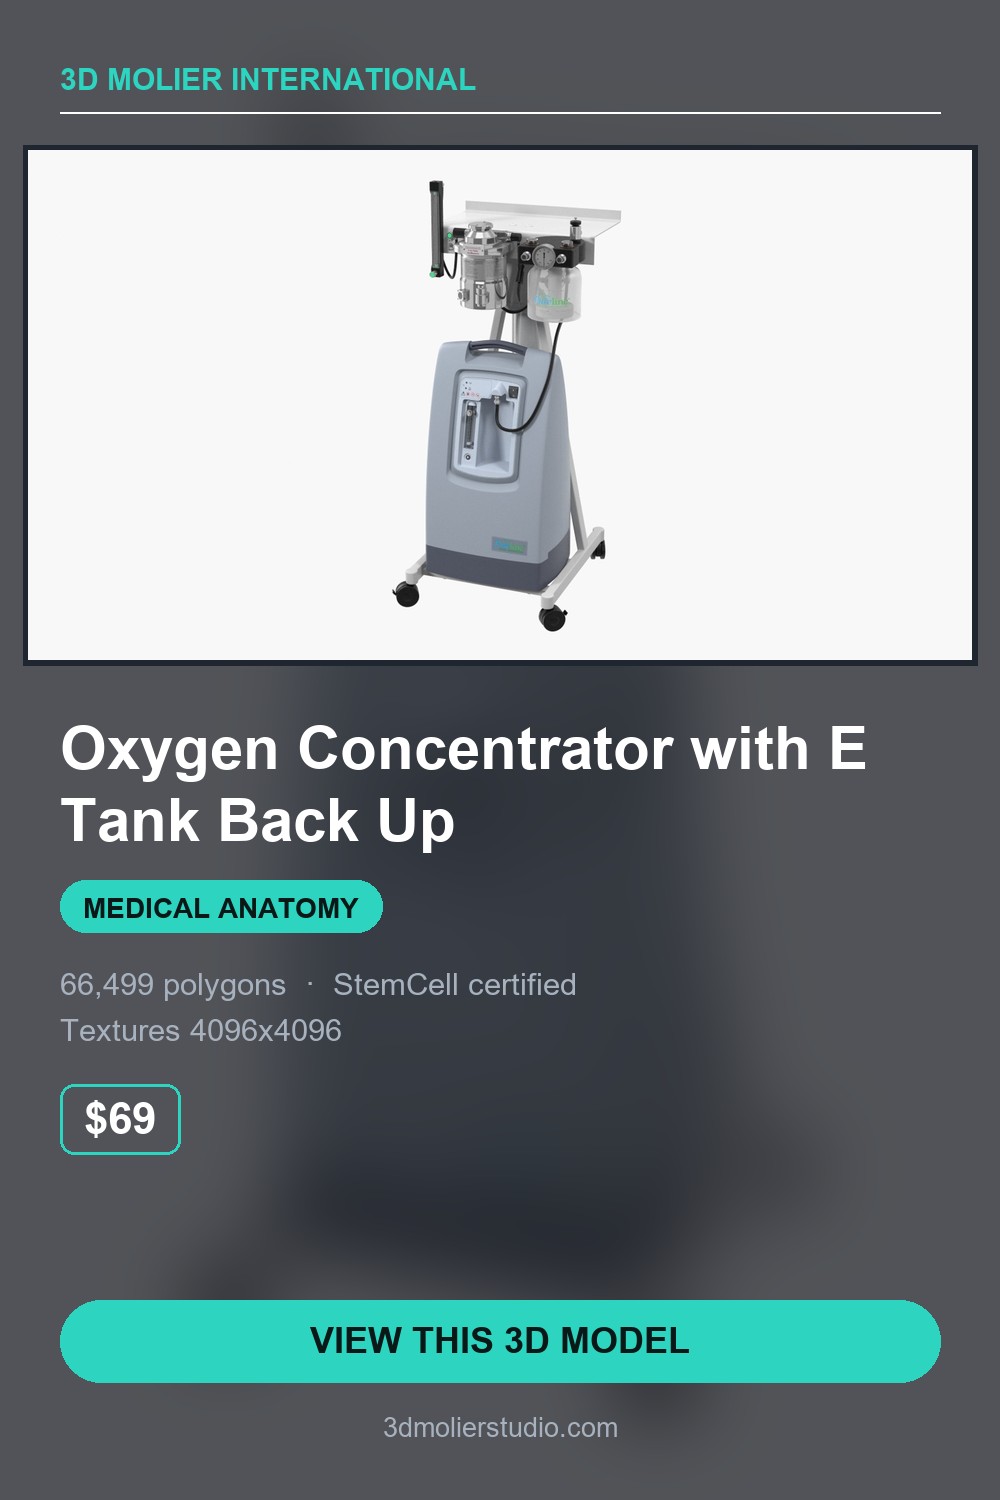 3D MOLIER INTERNATIONAL
Oxygen Concentrator with E
Tank Back Up
MEDICAL ANATOMY
66,499 polygons · StemCell certified
Textures 4096x4096
$69
VIEW THIS 3D MODEL
3dmolierstudio.com